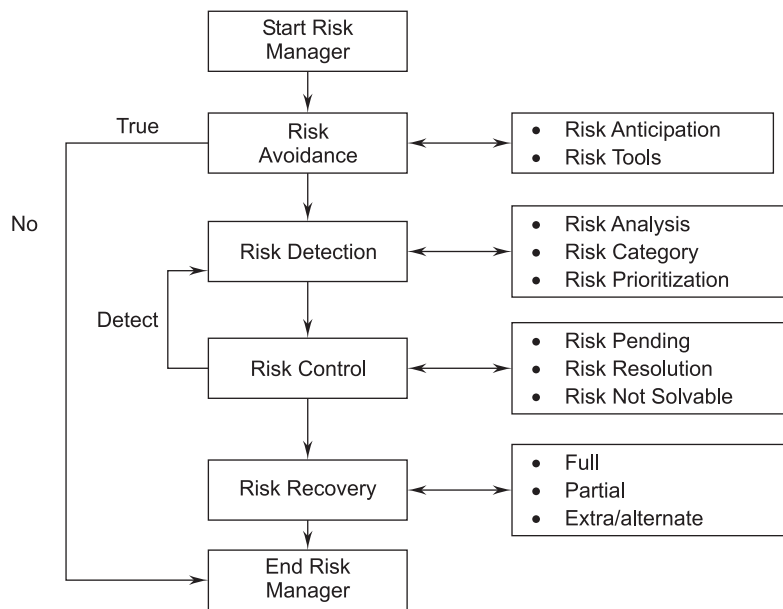 Start Risk
Manager
True
Risk
Avoidance
• Risk Anticipation
• Risk Tools
No
Risk Detection
• Risk Analysis
• Risk Category
• Risk Prioritization
Detect
Risk Control
• Risk Pending
• Risk Resolution
• Risk Not Solvable
Risk Recovery
• Full
• Partial
• Extra/alternate
End Risk
Manager